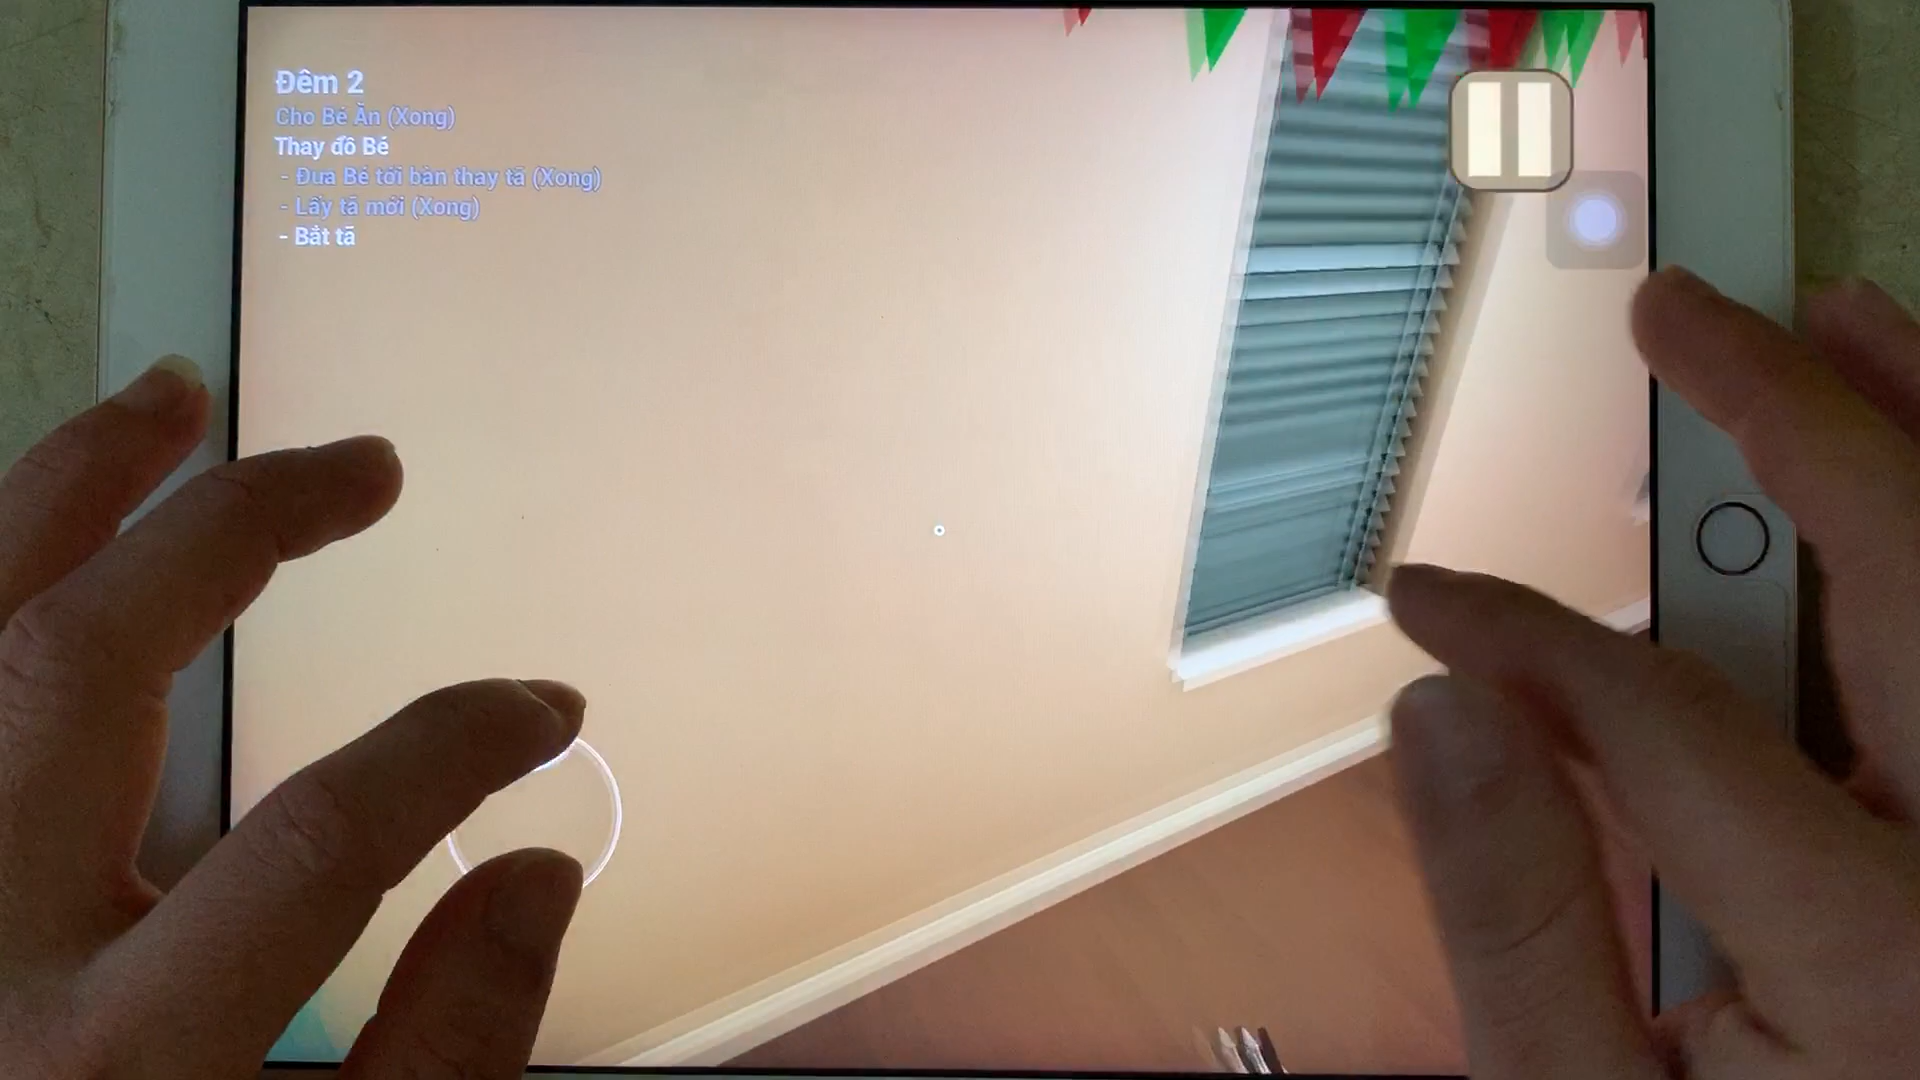 Đêm 2
Cho Bé Ăn (Xong)
Thay đồ Bé
- Đưa Bé tới bàn thay tã (Xong)
- Lấy tã mới (Xong)
- Bắt tã